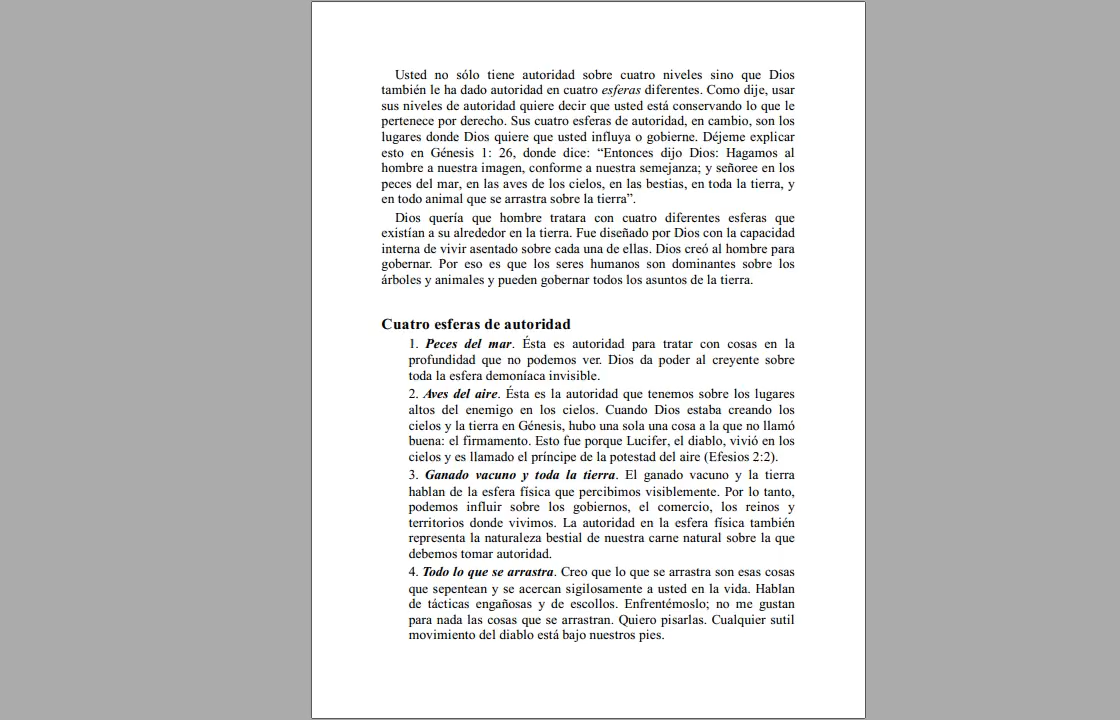 Usted no sólo tiene autoridad sobre cuatro niveles sino que Dios
también le ha dado autoridad en cuatro esferas diferentes. Como dije, usar
sus niveles de autoridad quiere decir que usted está conservando lo que le
pertenece por derecho. Sus cuatro esferas de autoridad, en cambio, son los
lugares donde Dios quiere que usted influya o gobierne. Déjeme explicar
esto en Génesis 1: 26, donde dice: “Entonces dijo Dios: Hagamos al
hombre a nuestra imagen, conforme a nuestra semejanza; y señoree en los
peces del mar, en las aves de los cielos, en las bestias, en toda la tierra, y
en todo animal que se arrastra sobre la tierra”.
Dios quería que hombre tratara con cuatro diferentes esferas que
existían a su alrededor en la tierra. Fue diseñado por Dios con la capacidad
interna de vivir asentado sobre cada una de ellas. Dios creó al hombre para
gobernar. Por eso es que los seres humanos son dominantes sobre los
árboles y animales y pueden gobernar todos los asuntos de la tierra.
Cuatro esferas de autoridad
1. Peces del mar. Ésta es autoridad para tratar con cosas en la
profundidad que no podemos ver. Dios da poder al creyente sobre
toda la esfera demoníaca invisible.
2. Aves del aire. Ésta es la autoridad que tenemos sobre los lugares
altos del enemigo en los cielos. Cuando Dios estaba creando los
cielos y la tierra en Génesis, hubo una sola una cosa a la que no llamó
buena: el firmamento. Esto fue porque Lucifer, el diablo, vivió en los
cielos y es llamado el príncipe de la potestad del aire (Efesios 2:2).
3. Ganado vacuno y toda la tierra. El ganado vacuno y la tierra
hablan de la esfera física que percibimos visiblemente. Por lo tanto,
podemos influir sobre los gobiernos, el comercio, los reinos y
territorios donde vivimos. La autoridad en la esfera física también
representa la naturaleza bestial de nuestra carne natural sobre la que
debemos tomar autoridad.
4. Todo lo que se arrastra. Creo que lo que se arrastra son esas cosas
que sepentean y se acercan sigilosamente a usted en la vida. Hablan
de tácticas engañosas y de escollos. Enfrentémoslo; no me gustan
para nada las cosas que se arrastran. Quiero pisarlas. Cualquier sutil
movimiento del diablo está bajo nuestros pies.